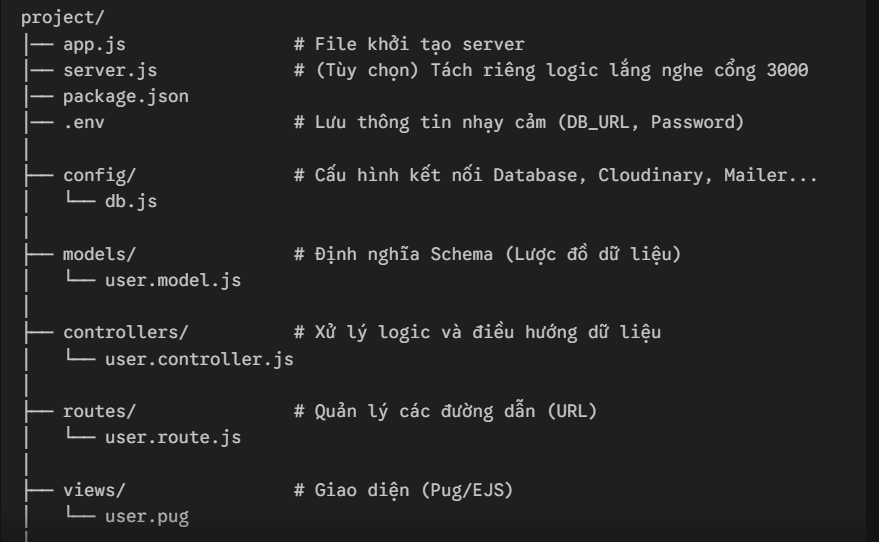 project/
│── app.js                # File khởi tạo server
│── server.js             # (Tùy chọn) Tách riêng logic lắng nghe cổng 3000
│── package.json
│── .env                  # Lưu thông tin nhạy cảm (DB_URL, Password)
│
├── config/               # Cấu hình kết nối Database, Cloudinary, Mailer...
│   └── db.js
│
├── models/               # Định nghĩa Schema (Lược đồ dữ liệu)
│   └── user.model.js
│
├── controllers/          # Xử lý logic và điều hướng dữ liệu
│   └── user.controller.js
│
├── routes/               # Quản lý các đường dẫn (URL)
│   └── user.route.js
│
├── views/                # Giao diện (Pug/EJS)
│   └── user.pug
│